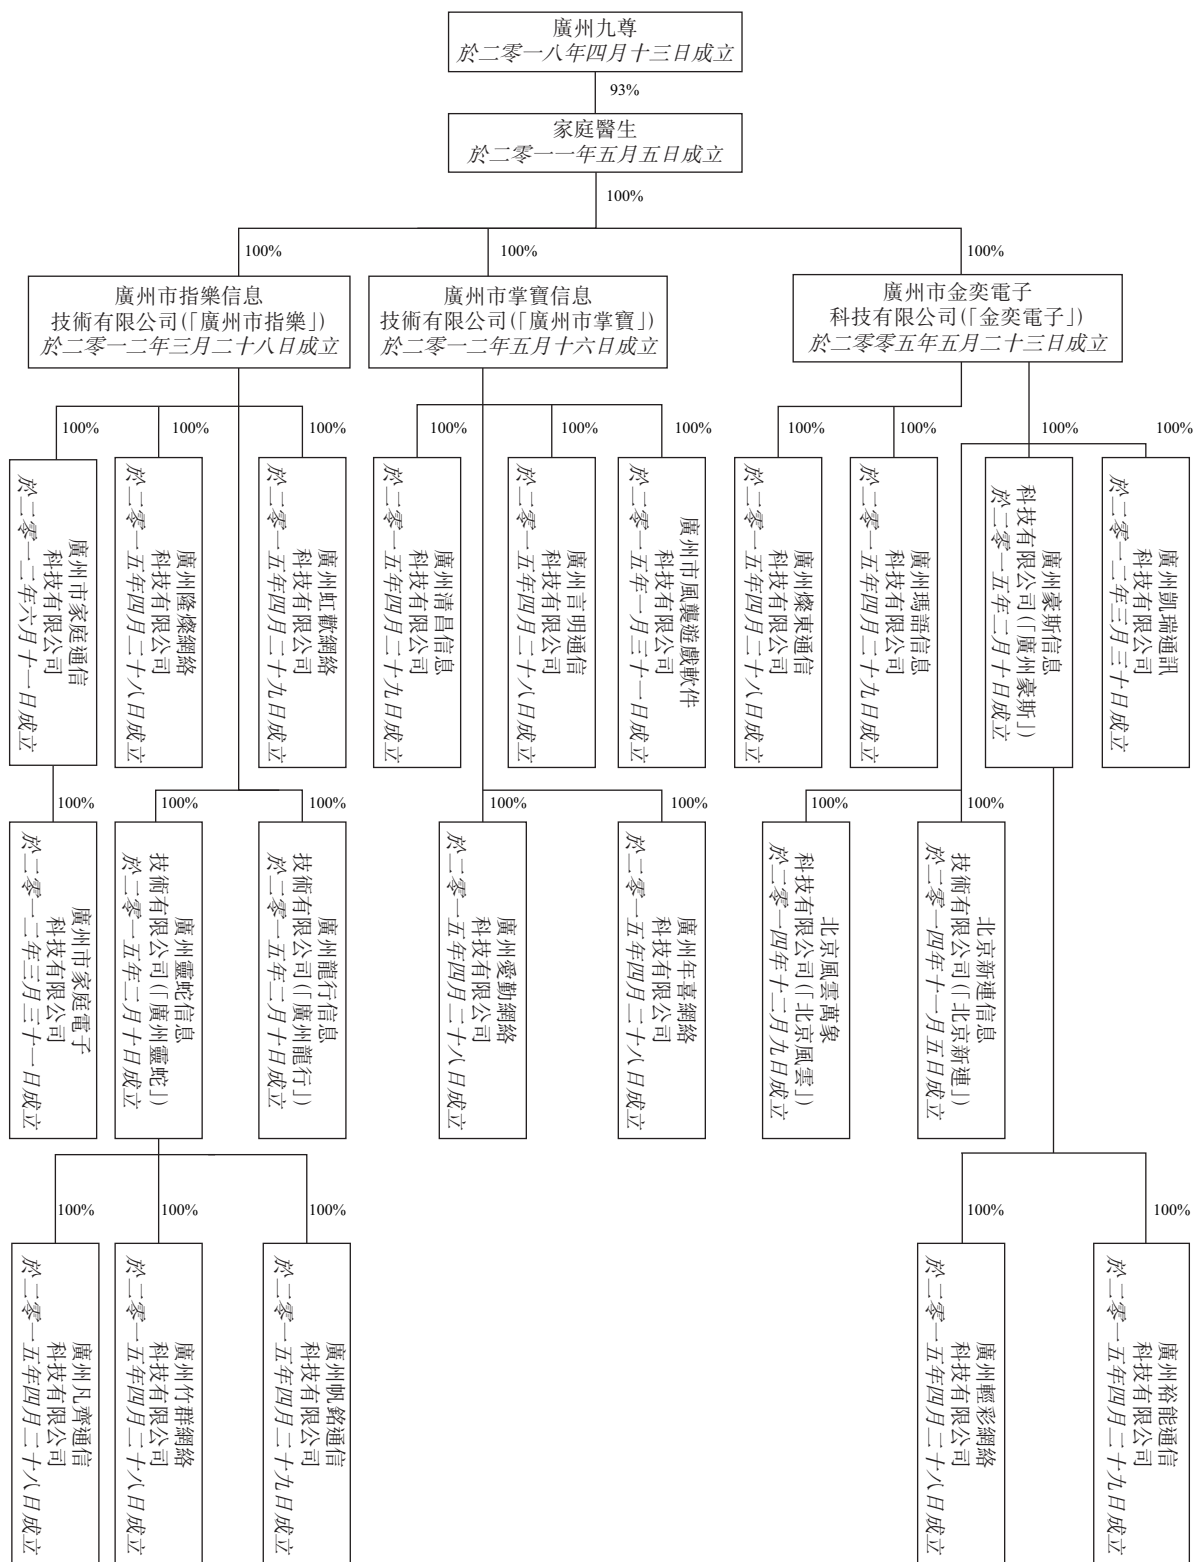 廣州九尊
於二零一八年四月十三日成立
93%
家庭醫生
於二零一一年五月五日成立
100%
100%
100%
100%
廣州市指樂信息
技術有限公司(「廣州市指樂」)
於二零一二年三月二十八日成立
廣州市掌寶信息
技術有限公司(「廣州市掌寶」)
於二零一二年五月十六日成立
廣州市金奕電子
科技有限公司(「金奕電子」)
於二零零五年五月二十三日成立
100%
100%
100%
100%
100%
100%
100%
100%
100%
100%
廣州市家庭通信
科技有限公司
於二零一二年六月十一日成立
廣州隆燦網絡
科技有限公司
於二零一五年四月二十八日成立
廣州虹歡網絡
科技有限公司
於二零一五年四月二十九日成立
廣州清昌信息
科技有限公司
於二零一五年四月二十九日成立
廣州言明通信
科技有限公司
於二零一五年四月二十八日成立
廣州市風襲遊戲軟件
科技有限公司
於二零一五年一月三十一日成立
廣州燦東通信
科技有限公司
於二零一五年四月二十八日成立
廣州瑪語信息
科技有限公司
於二零一五年四月二十九日成立
廣州豪斯信息
科技有限公司(「廣州豪斯」)
於二零一五年二月十日成立
廣州凱瑞通訊
科技有限公司
於二零一二年三月三十日成立
100%
100%
100%
100%
100%
100%
100%
廣州市家庭電子
科技有限公司
於二零一二年三月三十一日成立
廣州靈蛇信息
技術有限公司(「廣州靈蛇」)
於二零一五年二月十日成立
廣州龍行信息
技術有限公司(「廣州龍行」)
於二零一五年二月十日成立
廣州愛勤網絡
科技有限公司
於二零一五年四月二十八日成立
廣州年喜網絡
科技有限公司
於二零一五年四月二十八日成立
北京風雲萬象
科技有限公司(「北京風雲」)
於二零一四年十二月九日成立
北京新連信息
技術有限公司(「北京新連」)
於二零一四年十一月五日成立
100%
100%
100%
100%
100%
廣州凡齊通信
科技有限公司
於二零一五年四月二十八日成立
廣州竹群網絡
科技有限公司
於二零一五年四月二十八日成立
廣州帆銘通信
科技有限公司
於二零一五年四月二十九日成立
廣州輕彩網絡
科技有限公司
於二零一五年四月二十八日成立
廣州裕能通信
科技有限公司
於二零一五年四月二十九日成立